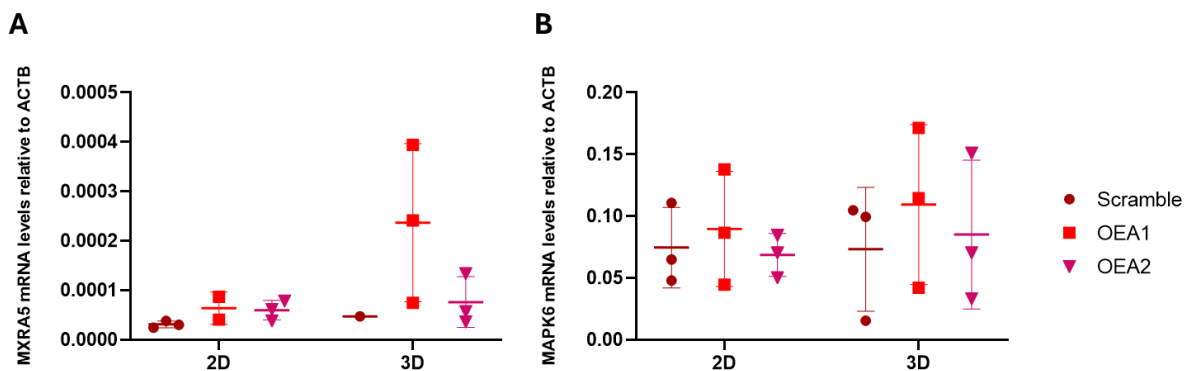 A
B
MXRA5 mRNA levels relative to ACTB
0.0005
0.0004
0.0003
0.0002
0.0001
0.0000
2D
3D
MAPK6 mRNA levels relative to ACTB
0.20
0.15
0.10
0.05
0.00
2D
3D
Scramble
OEA1
OEA2